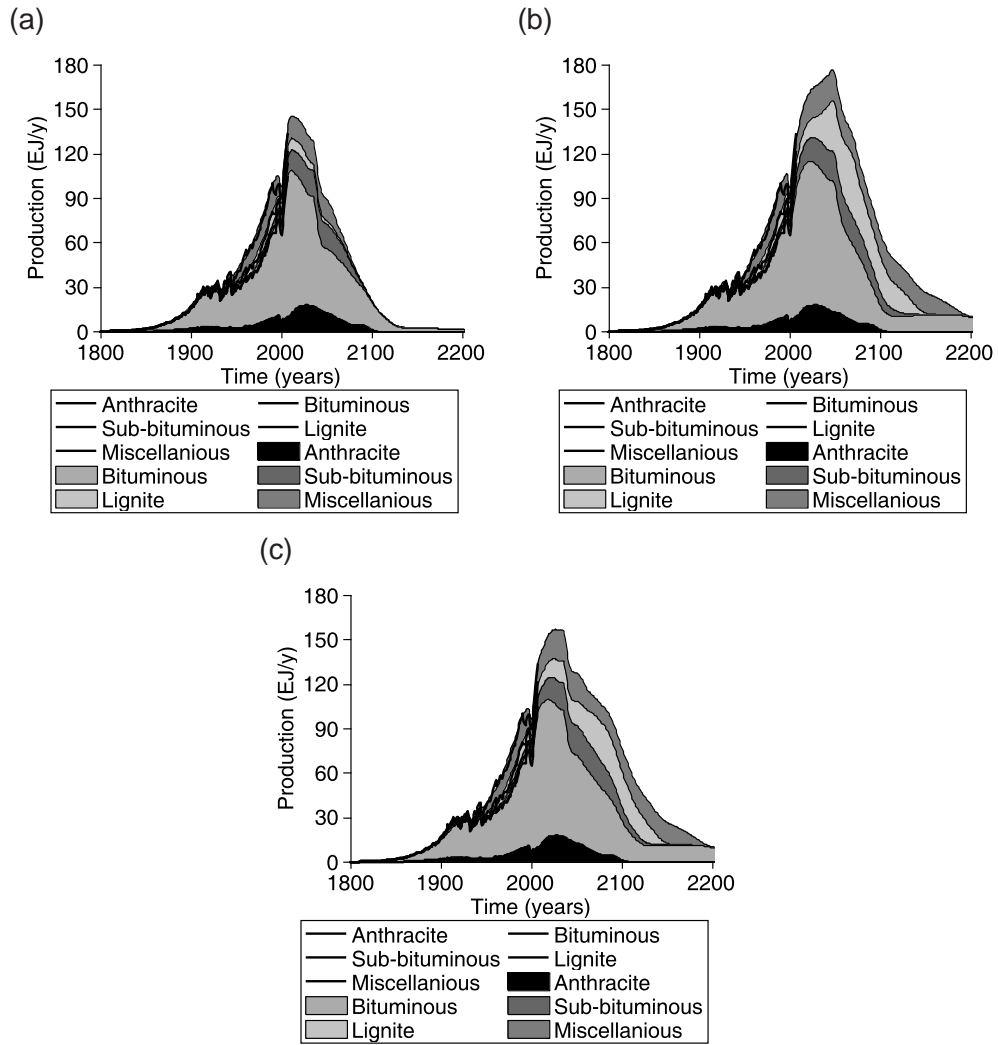 (a)
180
150
120
90
60
30
0
Production (EJ/y)
1800 1900 2000 2100 2200
Time (years)
Anthracite Bituminous
Sub-bituminous Lignite
Miscellanious Anthracite
Bituminous Sub-bituminous
Lignite Miscellanious
(b)
180
150
120
90
60
30
0
Production (EJ/y)
1800 1900 2000 2100 2200
Time (years)
Anthracite Bituminous
Sub-bituminous Lignite
Miscellanious Anthracite
Bituminous Sub-bituminous
Lignite Miscellanious
(c)
180
150
120
90
60
30
0
Production (EJ/y)
1800 1900 2000 2100 2200
Time (years)
Anthracite Bituminous
Sub-bituminous Lignite
Miscellanious Anthracite
Bituminous Sub-bituminous
Lignite Miscellanious